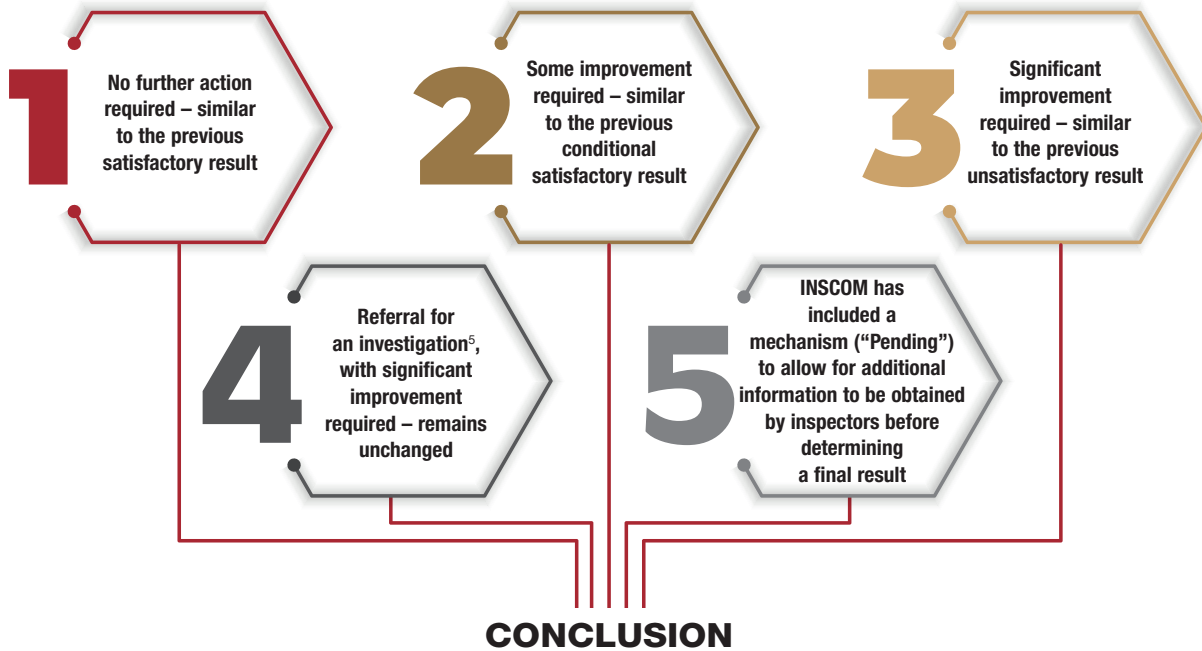 1
No further action
required – similar
to the previous
satisfactory result
2
Some improvement
required – similar
to the previous
conditional
satisfactory result
3
Significant
improvement
required – similar
to the previous
unsatisfactory result
4
Referral for
an investigation⁵,
with significant
improvement
required – remains
unchanged
5
INSCOM has
included a
mechanism (“Pending”)
to allow for additional
information to be obtained
by inspectors before
determining
a final result
CONCLUSION